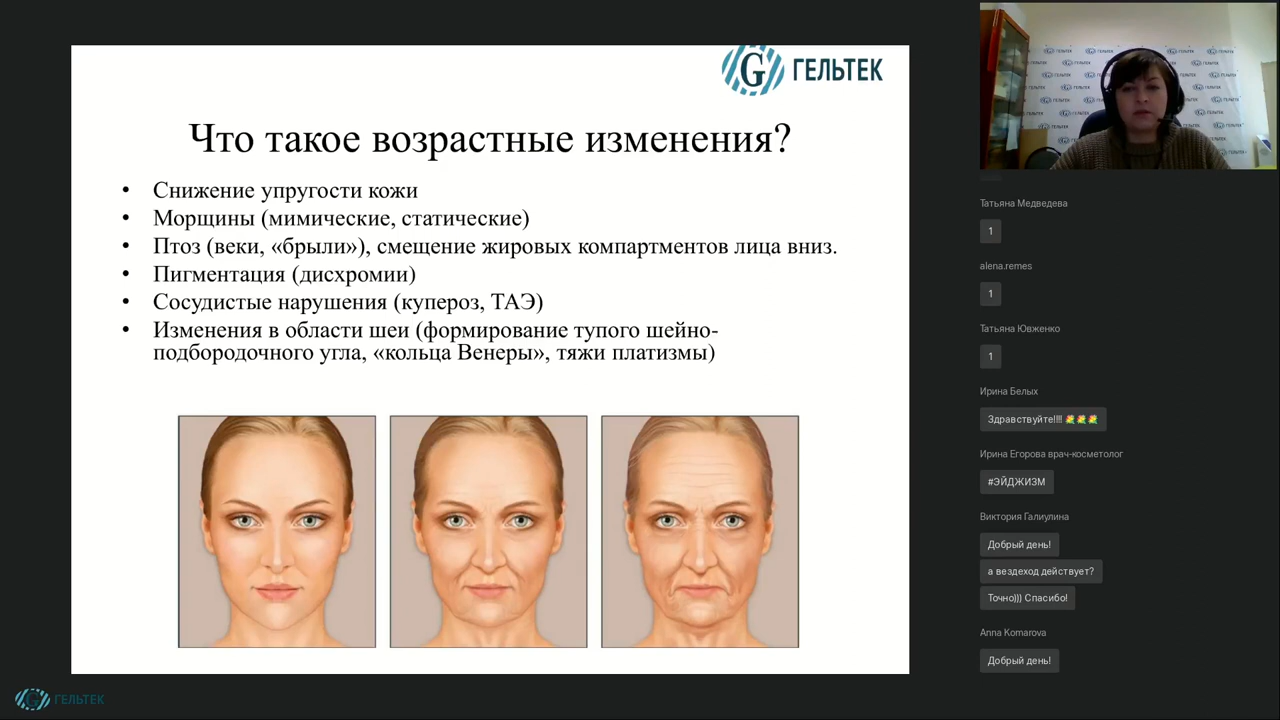 ГЕЛЬТЕК
Что такое возрастные изменения?
• Снижение упругости кожи
• Морщины (мимические, статические)
• Птоз (веки, «брыли»), смещение жировых компартментов лица вниз.
• Пигментация (дисхромии)
• Сосудистые нарушения (купероз, ТАЭ)
• Изменения в области шеи (формирование тупого шейно-
подбородочного угла, «кольца Венеры», тяжи платизмы)
G ГЕЛЬТЕК
Татьяна Медведева
1
alena.remes
1
Татьяна Ювженко
1
Ирина Белых
Здравствуйте!!!! 💐💐💐
Ирина Егорова врач-косметолог
#ЭЙДЖИЗМ
Виктория Галиулина
Добрый день!
а вездеход действует?
Точно))) Спасибо!
Anna Komarova
Добрый день!